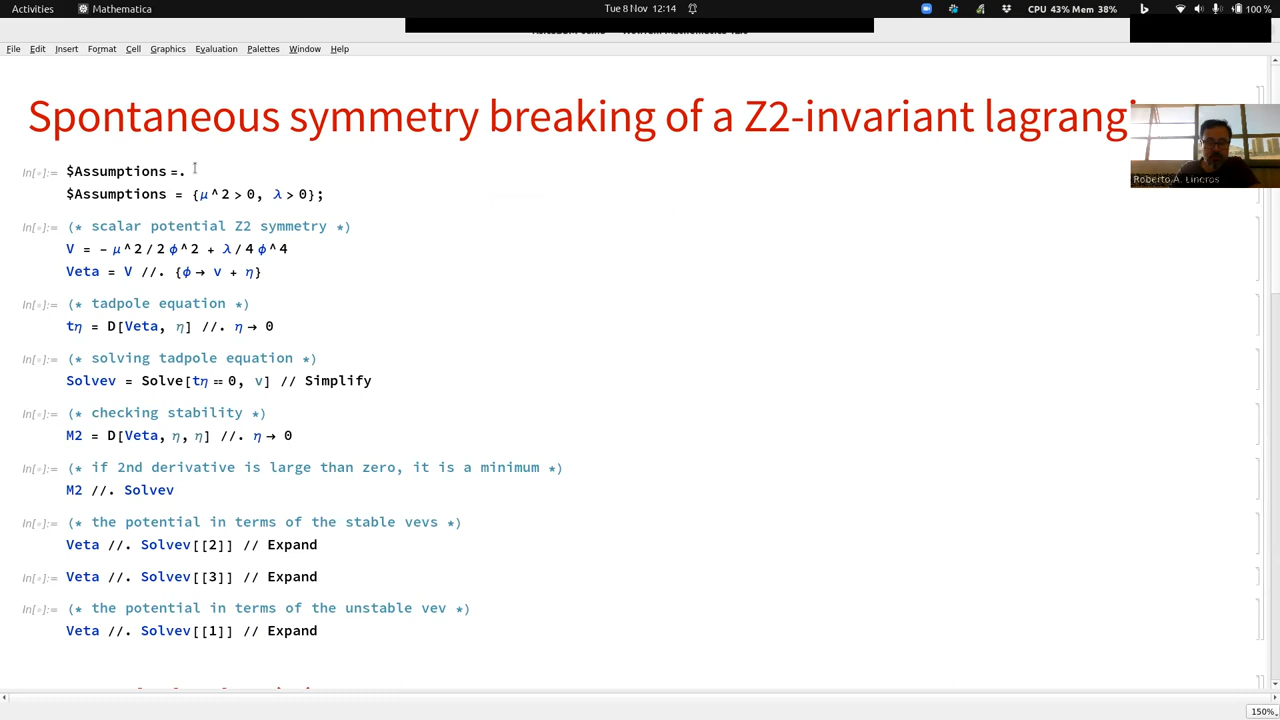 Activities Mathematica Tue 8 Nov 12:14 CPU 43% Mem 38% 100 %
File Edit Insert Format Cell Graphics Evaluation Palettes Window Help
Spontaneous symmetry breaking of a Z2-invariant lagrangi
Roberto A. Lineros
In[◦]:= $Assumptions =.
$Assumptions = {μ^2 > 0, λ > 0};
In[◦]:= (* scalar potential Z2 symmetry *)
V = - μ^2 / 2 ϕ^2 + λ / 4 ϕ^4
Veta = V //. {ϕ → v + η}
In[◦]:= (* tadpole equation *)
tη = D[Veta, η] //. η → 0
In[◦]:= (* solving tadpole equation *)
Solvev = Solve[tη == 0, v] // Simplify
In[◦]:= (* checking stability *)
M2 = D[Veta, η, η] //. η → 0
In[◦]:= (* if 2nd derivative is large than zero, it is a minimum *)
M2 //. Solvev
In[◦]:= (* the potential in terms of the stable vevs *)
Veta //. Solvev[[2]] // Expand
In[◦]:= Veta //. Solvev[[3]] // Expand
In[◦]:= (* the potential in terms of the unstable vev *)
Veta //. Solvev[[1]] // Expand
150%